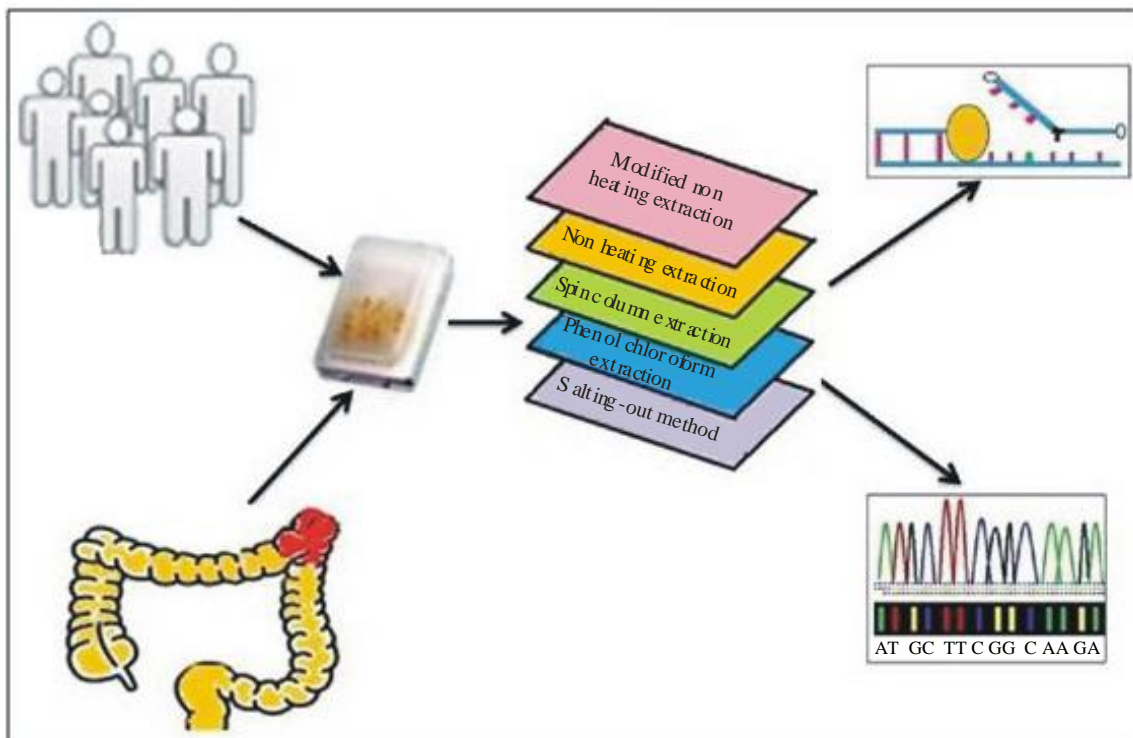 Modified non
heating extraction
Non heating extraction
Spin column extraction
Phenol chloroform
extraction
Salting-out method
AT GC TT C GG C AA GA